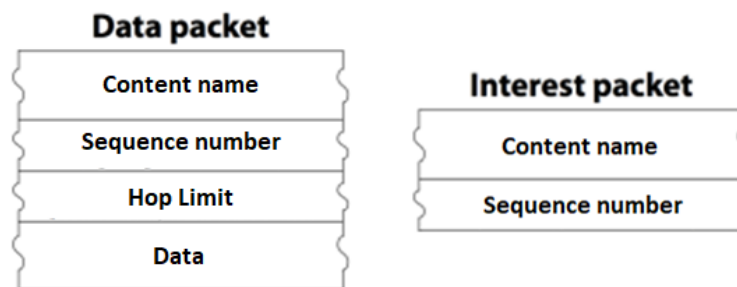 Data packet
Content name
Sequence number
Hop Limit
Data
Interest packet
Content name
Sequence number